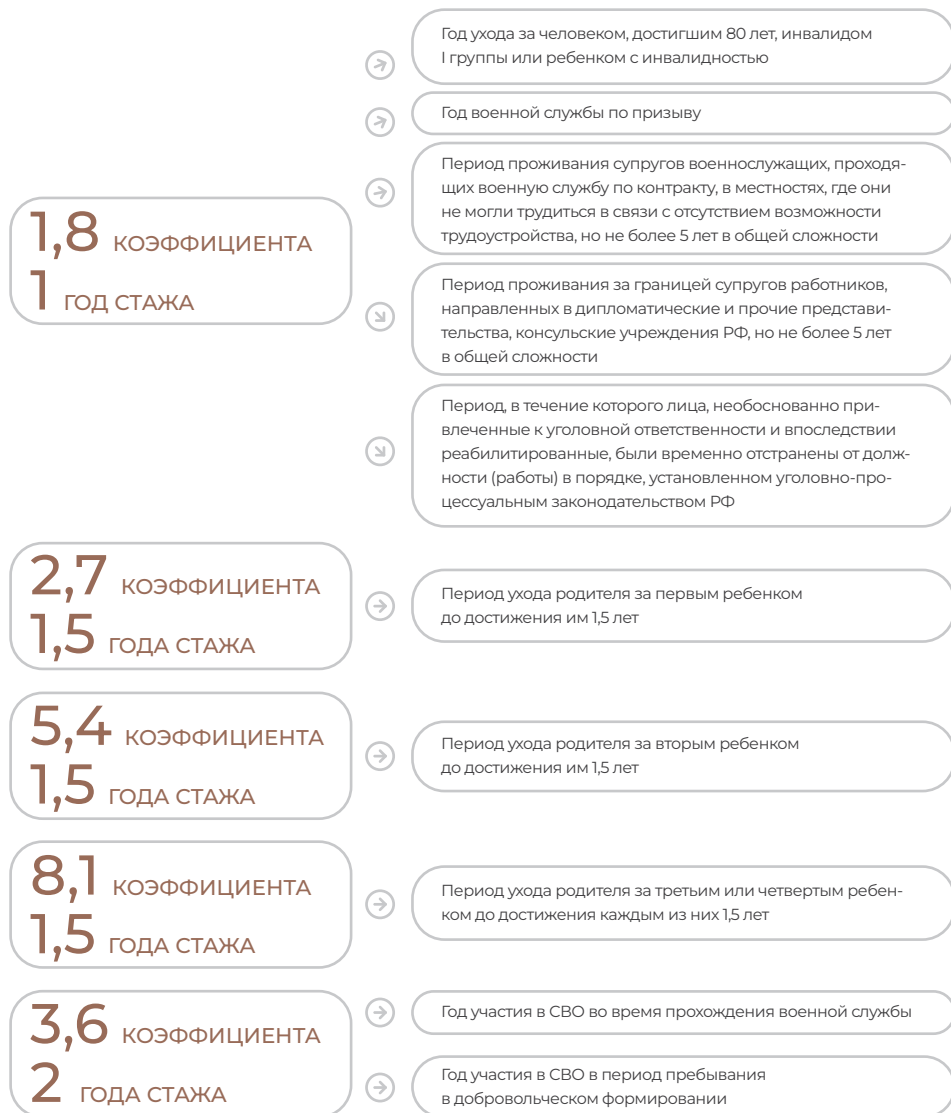 1,8 КОЭФФИЦИЕНТА
1 ГОД СТАЖА
Год ухода за человеком, достигшим 80 лет, инвалидом
I группы или ребенком с инвалидностью
Год военной службы по призыву
Период проживания супругов военнослужащих, проходя-
щих военную службу по контракту, в местностях, где они
не могли трудиться в связи с отсутствием возможности
трудоустройства, но не более 5 лет в общей сложности
Период проживания за границей супругов работников,
направленных в дипломатические и прочие представи-
тельства, консульские учреждения РФ, но не более 5 лет
в общей сложности
Период, в течение которого лица, необоснованно при-
влеченные к уголовной ответственности и впоследствии
реабилитированные, были временно отстранены от долж-
ности (работы) в порядке, установленном уголовно-про-
цессуальным законодательством РФ
2,7 КОЭФФИЦИЕНТА
1,5 ГОДА СТАЖА
Период ухода родителя за первым ребенком
до достижения им 1,5 лет
5,4 КОЭФФИЦИЕНТА
1,5 ГОДА СТАЖА
Период ухода родителя за вторым ребенком
до достижения им 1,5 лет
8,1 КОЭФФИЦИЕНТА
1,5 ГОДА СТАЖА
Период ухода родителя за третьим или четвертым ребен-
ком до достижения каждым из них 1,5 лет
3,6 КОЭФФИЦИЕНТА
2 ГОДА СТАЖА
Год участия в СВО во время прохождения военной службы
Год участия в СВО в период пребывания
в добровольческом формировании